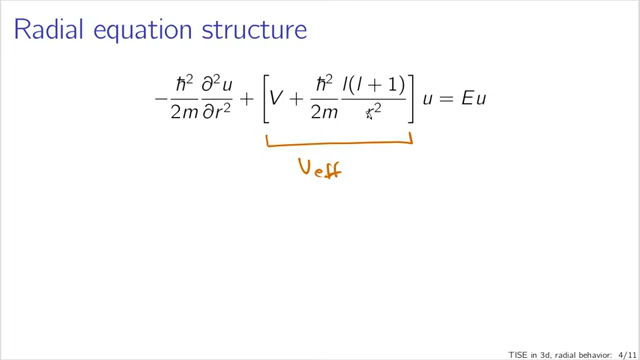 Radial equation structure
−ħ²/2m ∂²u/∂r² + [V + ħ²/2m l(l + 1)/r²] u = Eu
Veff
TISE in 3d, radial behavior: 4/11